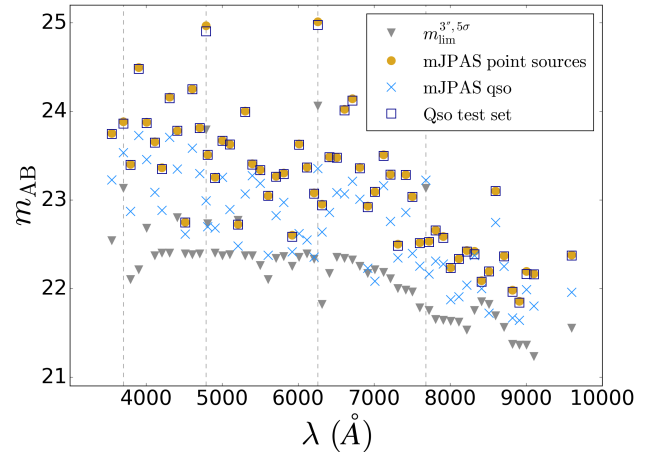 25
24
23
22
21
m_AB
m_lim^{3″,5σ}
mJPAS point sources
mJPAS qso
Qso test set
4000 5000 6000 7000 8000 9000 10000
λ (Å)